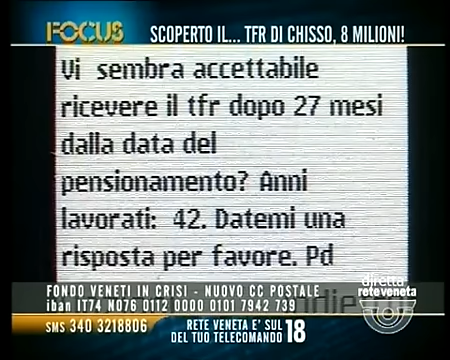 FOCUS
SCOPERTO IL... TFR DI CHISSO, 8 MILIONI!
Vi sembra accettabile
ricevere il tfr dopo 27 mesi
dalla data del
pensionamento? Anni
lavorati: 42. Datemi una
risposta per favore. Pd
FONDO VENETI IN CRISI - NUOVO CC POSTALE
iban IT74 N076 0112 0000 0101 7942 739
diretta
reteveneta
SMS 340 3218806
RETE VENETA E' SUL
DEL TUO TELECOMANDO 18